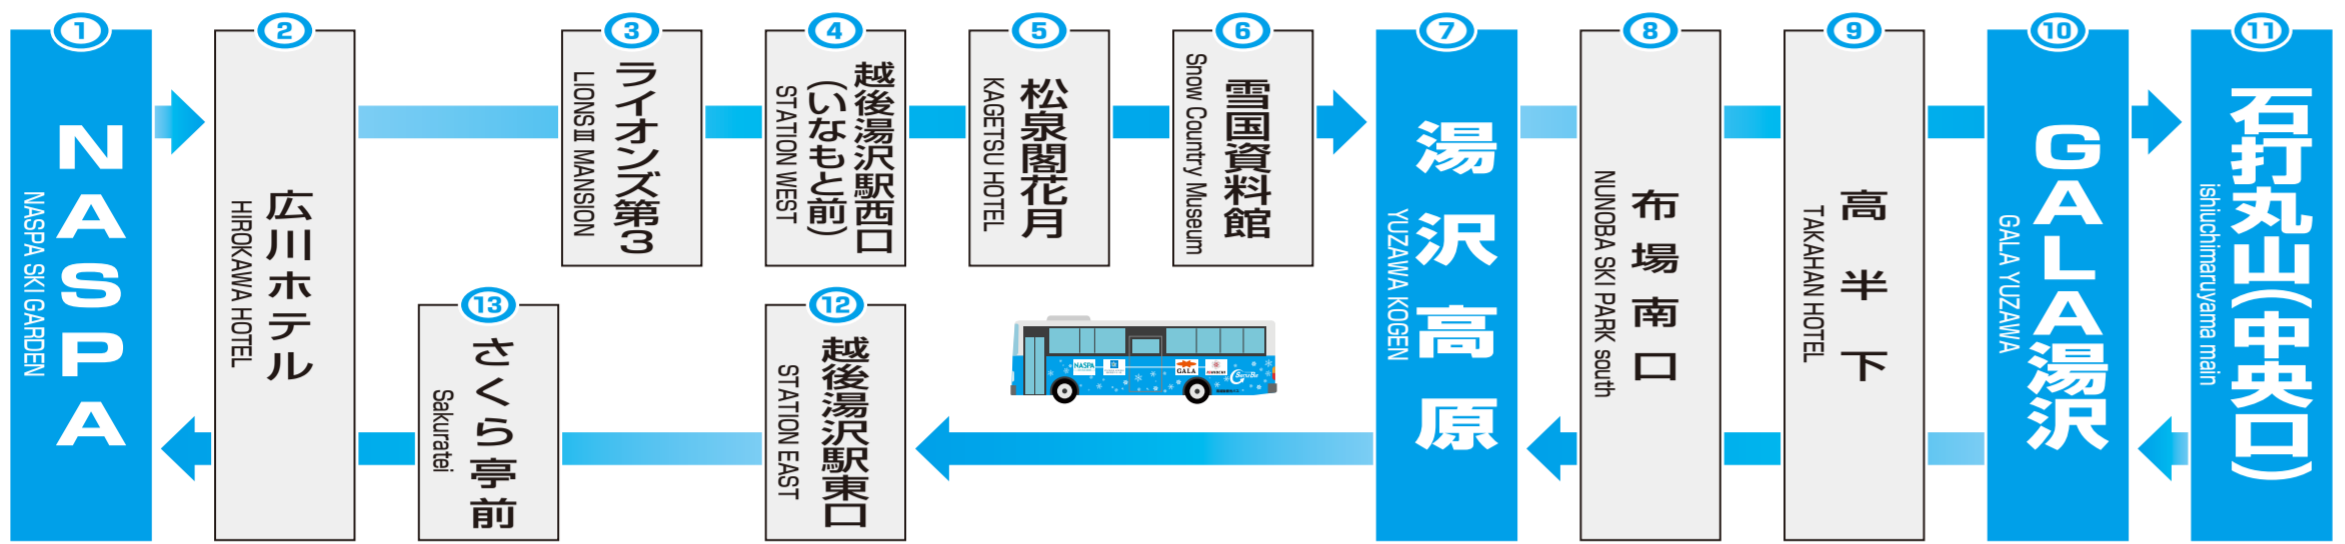 1
NASPA
NASPA SKI GARDEN
2
広川ホテル
HIROKAWA HOTEL
3
ライオンズ第3
LIONSⅢ MANSION
4
越後湯沢駅西口
(いなもと前)
STATION WEST
5
松泉閣花月
KAGETSU HOTEL
6
雪国資料館
Snow Country Museum
7
湯沢高原
YUZAWA KOGEN
8
布場南口
NUNOBA SKI PARK south
9
高半下
TAKAHAN HOTEL
10
GALA湯沢
GALA YUZAWA
11
石打丸山(中央口)
ishiuchimaruyama main
12
越後湯沢駅東口
STATION EAST
13
さくら亭前
Sakuratei
NASPA
GALA